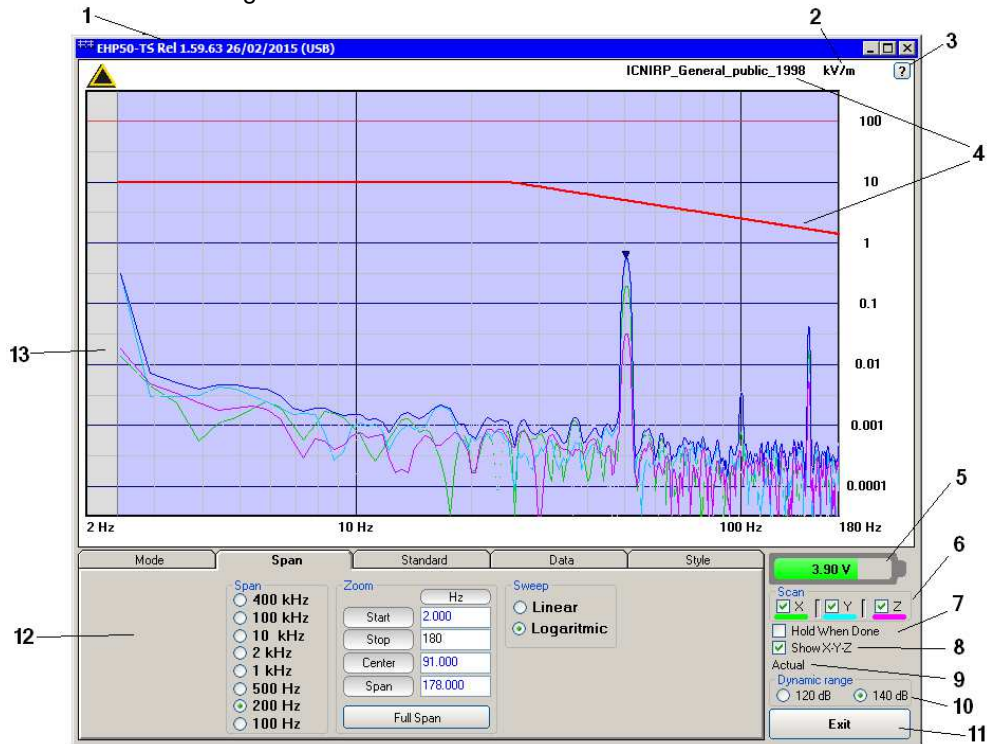 1
2
3
EHP50-TS Rel 1.59.63 26/02/2015 (USB)
ICNIRP_General_public_1998 kV/m ?
100
4
10
1
0.1
13
0.01
0.001
0.0001
2 Hz 10 Hz 100 Hz 180 Hz
5
Mode Span Standard Data Style
3.90 V
6
Span
400 kHz
100 kHz
10 kHz
2 kHz
1 kHz
500 Hz
200 Hz
100 Hz
Zoom
Hz
Start 2.000
Stop 180
Center 91.000
Span 178.000
Full Span
Sweep
Linear
Logaritmic
12
Scan
X Y Z
7
Hold When Done
Show X-Y-Z
8
Actual
9
Dynamic range
120 dB 140 dB
10
Exit
11